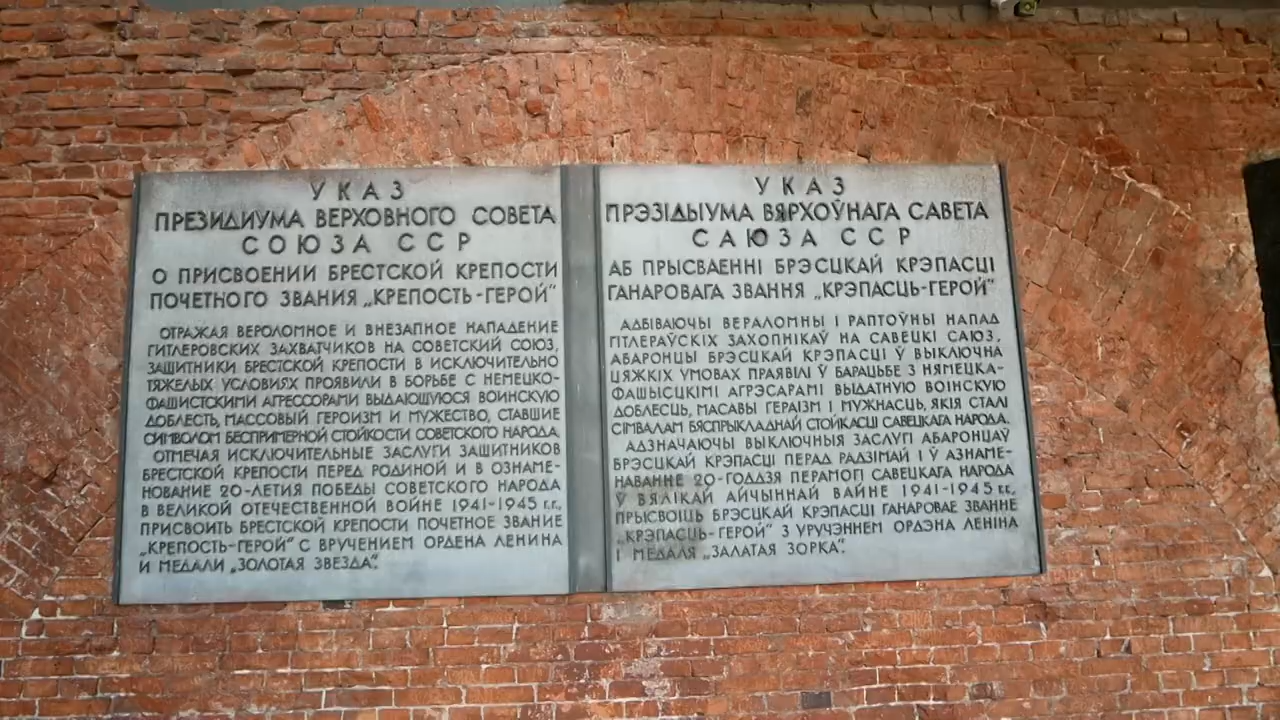 УКАЗ
ПРЕЗИДИУМА ВЕРХОВНОГО СОВЕТА
СОЮЗА ССР
О ПРИСВОЕНИИ БРЕСТСКОЙ КРЕПОСТИ
ПОЧЕТНОГО ЗВАНИЯ „КРЕПОСТЬ-ГЕРОЙ"
ОТРАЖАЯ ВЕРОЛОМНОЕ И ВНЕЗАПНОЕ НАПАДЕНИЕ
ГИТЛЕРОВСКИХ ЗАХВАТЧИКОВ НА СОВЕТСКИЙ СОЮЗ,
ЗАЩИТНИКИ БРЕСТСКОЙ КРЕПОСТИ В ИСКЛЮЧИТЕЛЬНО
ТЯЖЕЛЫХ УСЛОВИЯХ ПРОЯВИЛИ В БОРЬБЕ С НЕМЕЦКО-
ФАШИСТСКИМИ АГРЕССОРАМИ ВЫДАЮЩУЮСЯ ВОИНСКУЮ
ДОБЛЕСТЬ, МАССОВЫЙ ГЕРОИЗМ И МУЖЕСТВО, СТАВШИЕ
СИМВОЛОМ БЕСПРИМЕРНОЙ СТОЙКОСТИ СОВЕТСКОГО НАРОДА.
ОТМЕЧАЯ ИСКЛЮЧИТЕЛЬНЫЕ ЗАСЛУГИ ЗАЩИТНИКОВ
БРЕСТСКОЙ КРЕПОСТИ ПЕРЕД РОДИНОЙ И В ОЗНАМЕ-
НОВАНИЕ 20-ЛЕТИЯ ПОБЕДЫ СОВЕТСКОГО НАРОДА
В ВЕЛИКОЙ ОТЕЧЕСТВЕННОЙ ВОЙНЕ 1941-1945 г.г.,
ПРИСВОИТЬ БРЕСТСКОЙ КРЕПОСТИ ПОЧЕТНОЕ ЗВАНИЕ
„КРЕПОСТЬ-ГЕРОЙ" С ВРУЧЕНИЕМ ОРДЕНА ЛЕНИНА
И МЕДАЛИ „ЗОЛОТАЯ ЗВЕЗДА".
УКАЗ
ПРЭЗІДЫУМА ВЯРХОЎНАГА САВЕТА
САЮЗА ССР
АБ ПРЫСВАЕННІ БРЭСЦКАЙ КРЭПАСЦІ
ГАНАРОВАГА ЗВАННЯ „КРЭПАСЦЬ-ГЕРОЙ"
АДБІВАЮЧЫ ВЕРАЛОМНЫ І РАПТОЎНЫ НАПАД
ГІТЛЕРАЎСКІХ ЗАХОПНІКАЎ НА САВЕЦКІ САЮЗ,
АБАРОНЦЫ БРЭСЦКАЙ КРЭПАСЦІ Ў ВЫКЛЮЧНА
ЦЯЖКІХ УМОВАХ ПРАЯВІЛІ Ў БАРАЦЬБЕ З НЯМЕЦКА-
ФАШЫСЦКІМІ АГРЭСАРАМІ ВЫДАТНУЮ ВОІНСКУЮ
ДОБЛЕСЦЬ, МАСАВЫ ГЕРАІЗМ І МУЖНАСЦЬ, ЯКІЯ СТАЛІ
СІМВАЛАМ БЯСПРЫКЛАДНАЙ СТОЙКАСЦІ САВЕЦКАГА НАРОДА.
АДЗНАЧАЮЧЫ ВЫКЛЮЧНЫЯ ЗАСЛУГІ АБАРОНЦАЎ
БРЭСЦКАЙ КРЭПАСЦІ ПЕРАД РАДЗІМАЙ І Ў АЗНАМЕ-
НАВАННЕ 20-ГОДДЗЯ ПЕРАМОГІ САВЕЦКАГА НАРОДА
Ў ВЯЛІКАЙ АЙЧЫННАЙ ВАЙНЕ 1941-1945 г.г.,
ПРЫСВОІЦЬ БРЭСЦКАЙ КРЭПАСЦІ ГАНАРОВАЕ ЗВАННЕ
„КРЭПАСЦЬ-ГЕРОЙ" З УРУЧЭННЕМ ОРДЭНА ЛЕНІНА
І МЕДАЛЯ „ЗАЛАТАЯ ЗОРКА".